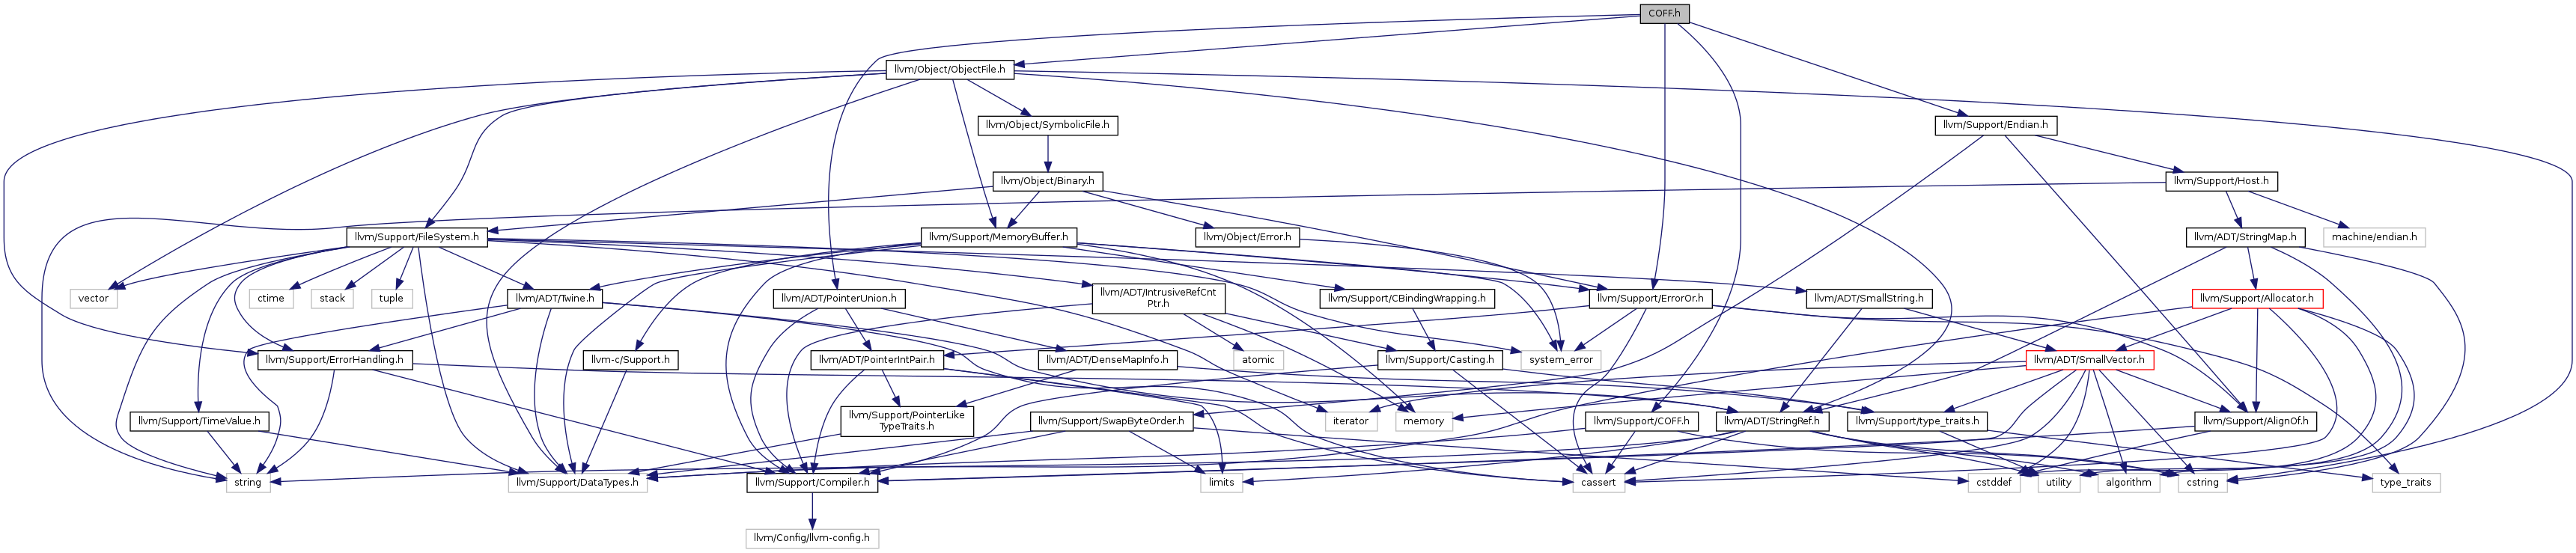 COFF.h
llvm/Object/ObjectFile.h
llvm/Object/SymbolicFile.h
llvm/Support/Endian.h
llvm/Object/Binary.h
llvm/Support/Host.h
llvm/Support/FileSystem.h
llvm/Support/MemoryBuffer.h
llvm/Object/Error.h
llvm/ADT/StringMap.h
machine/endian.h
vector
ctime
stack
tuple
llvm/ADT/Twine.h
llvm/ADT/PointerUnion.h
llvm/ADT/IntrusiveRefCnt
Ptr.h
llvm/Support/CBindingWrapping.h
llvm/Support/ErrorOr.h
llvm/ADT/SmallString.h
llvm/Support/Allocator.h
llvm/Support/ErrorHandling.h
llvm-c/Support.h
llvm/ADT/PointerIntPair.h
llvm/ADT/DenseMapInfo.h
atomic
llvm/Support/Casting.h
system_error
llvm/ADT/SmallVector.h
llvm/Support/TimeValue.h
llvm/Support/PointerLike
TypeTraits.h
llvm/Support/SwapByteOrder.h
iterator
memory
llvm/Support/COFF.h
llvm/ADT/StringRef.h
llvm/Support/type_traits.h
llvm/Support/AlignOf.h
string
llvm/Support/DataTypes.h
llvm/Support/Compiler.h
limits
cassert
cstddef
utility
algorithm
cstring
type_traits
llvm/Config/llvm-config.h